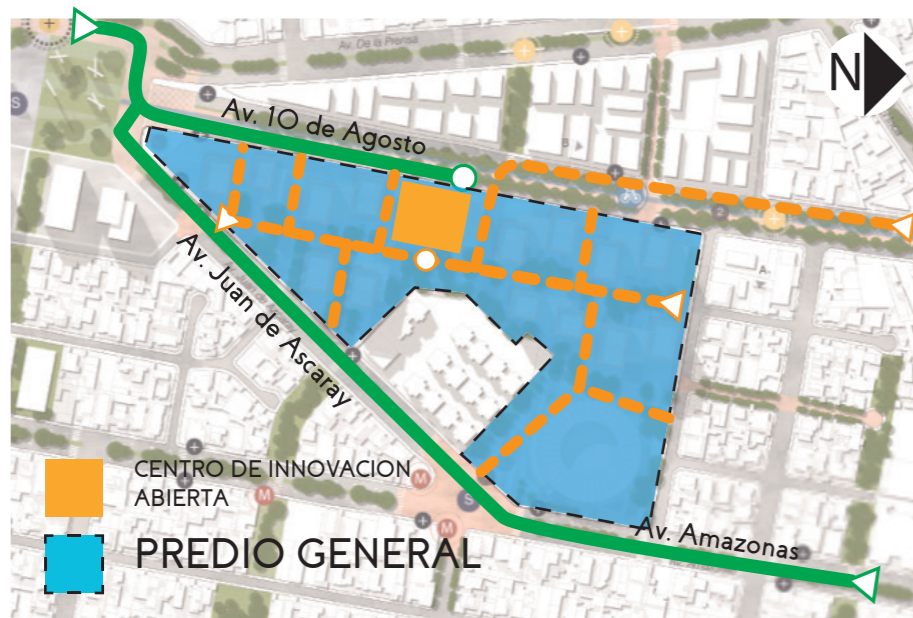 Av. De la Prensa
N
Av. 10 de Agosto
S
B
A.
Av. Juan de Ascaray
CENTRO DE INNOVACION
ABIERTA
M
M
S
PREDIO GENERAL
Av. Amazonas